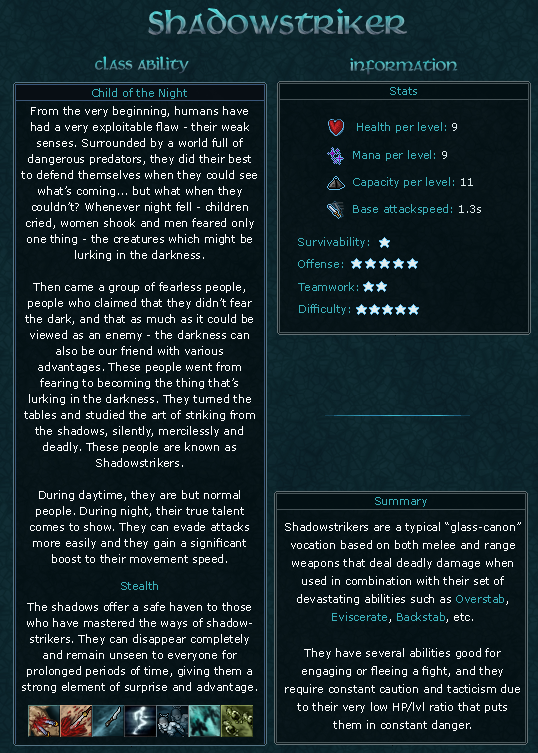 Shadowstriker
class ability
Child of the Night
From the very beginning, humans have
had a very exploitable flaw - their weak
senses. Surrounded by a world full of
dangerous predators, they did their best
to defend themselves when they could see
what's coming... but what when they
couldn't? Whenever night fell - children
cried, women shook and men feared only
one thing - the creatures which might be
lurking in the darkness.
Then came a group of fearless people,
people who claimed that they didn't fear
the dark, and that as much as it could be
viewed as an enemy - the darkness can
also be our friend with various
advantages. These people went from
fearing to becoming the thing that's
lurking in the darkness. They turned the
tables and studied the art of striking from
the shadows, silently, mercilessly and
deadly. These people are known as
Shadowstrikers.
During daytime, they are but normal
people. During night, their true talent
comes to show. They can evade attacks
more easily and they gain a significant
boost to their movement speed.
Stealth
The shadows offer a safe haven to those
who have mastered the ways of shadow-
strikers. They can disappear completely
and remain unseen to everyone for
prolonged periods of time, giving them a
strong element of surprise and advantage.
information
Stats
Health per level: 9
Mana per level: 9
Capacity per level: 11
Base attackspeed: 1.3s
Survivability:
Offense:
Teamwork:
Difficulty:
Summary
Shadowstrikers are a typical “glass-canon”
vocation based on both melee and range
weapons that deal deadly damage when
used in combination with their set of
devastating abilities such as Overstab,
Eviscerate, Backstab, etc.
They have several abilities good for
engaging or fleeing a fight, and they
require constant caution and tacticism due
to their very low HP/lvl ratio that puts
them in constant danger.